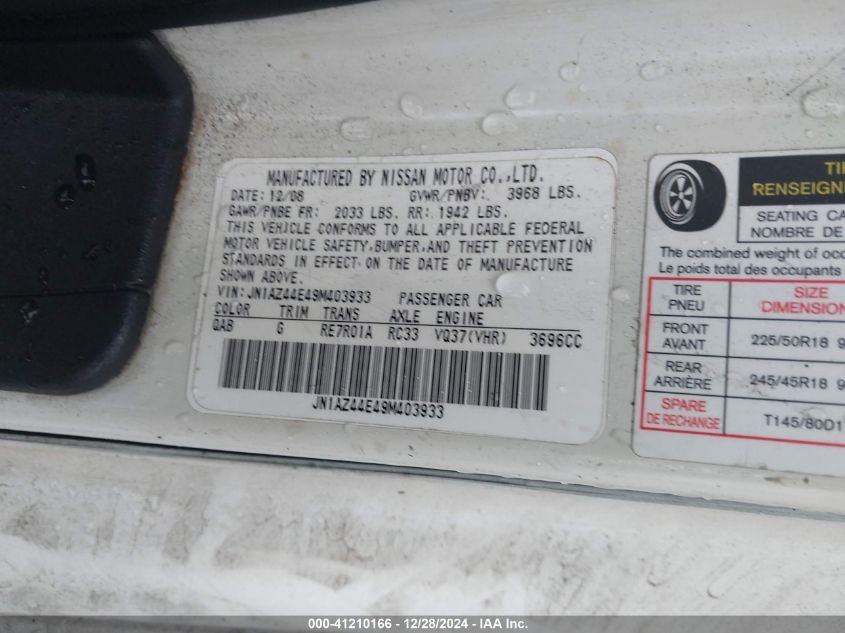 MANUFACTURED BY NISSAN MOTOR CO.,LTD.
DATE: 12/08 GVWR/PNBV: 3968 LBS.
GAWR/PNBE FR: 2033 LBS. RR: 1942 LBS.
THIS VEHICLE CONFORMS TO ALL APPLICABLE FEDERAL
MOTOR VEHICLE SAFETY,BUMPER,AND THEFT PREVENTION
STANDARDS IN EFFECT ON THE DATE OF MANUFACTURE
SHOWN ABOVE.
VIN: JN1AZ44E49M403933 PASSENGER CAR
COLOR TRIM TRANS AXLE ENGINE
QAB G RE7R01A RC33 VQ37(VHR) 3696CC
JN1AZ44E49M403933
TI
RENSEIGN
SEATING CA
NOMBRE DE
The combined weight of occ
Le poids total des occupants
TIRE SIZE
PNEU DIMENSION
FRONT
AVANT 225/50R18 9
REAR
ARRIÈRE 245/45R18 9
SPARE
DE RECHANGE T145/80D1
000-41210166 - 12/28/2024 - IAA Inc.